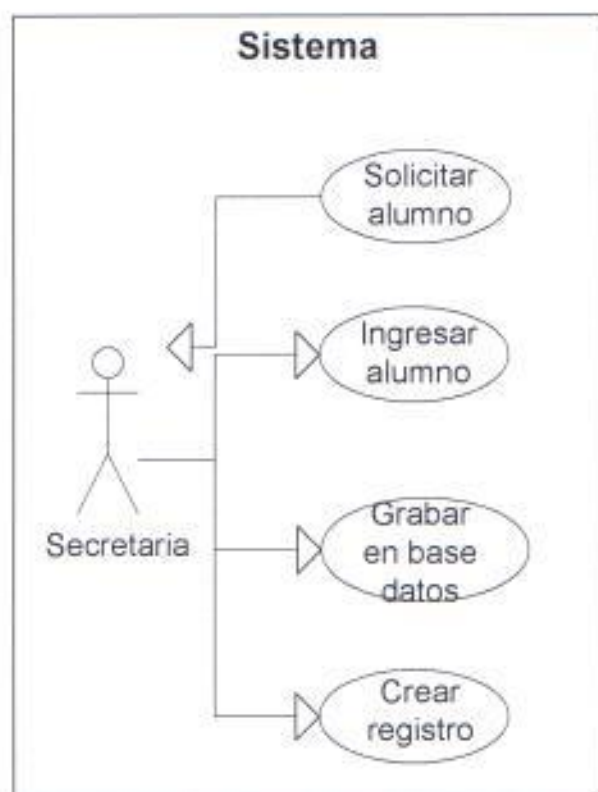 Sistema
Solicitar
alumno
Ingresar
alumno
Secretaria
Grabar
en base
datos
Crear
registro